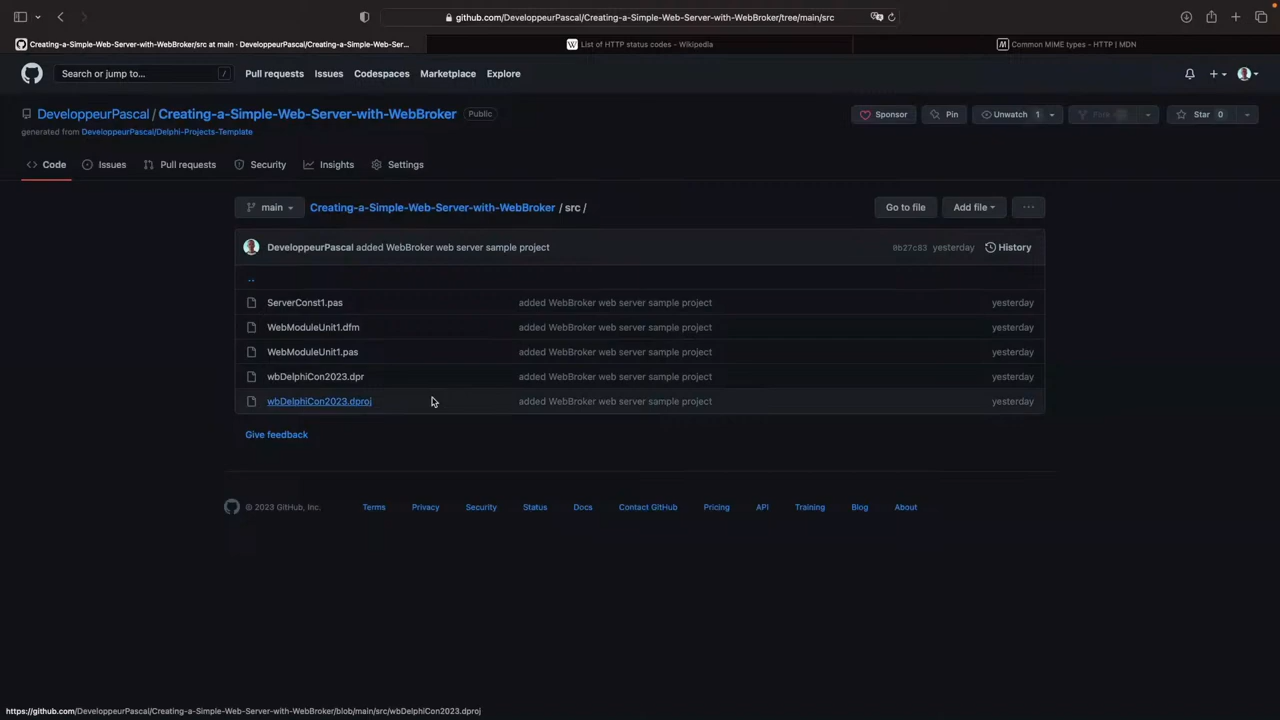 github.com/DeveloppeurPascal/Creating-a-Simple-Web-Server-with-WebBroker/tree/main/src
Creating-a-Simple-Web-Server-with-WebBroker/src at main · DeveloppeurPascal/Creating-a-Simple-Web-Ser...
List of HTTP status codes - Wikipedia
Common MIME types - HTTP | MDN
Search or jump to... /
Pull requests Issues Codespaces Marketplace Explore
DeveloppeurPascal / Creating-a-Simple-Web-Server-with-WebBroker Public
Sponsor Pin Unwatch 1 Fork Star 0
generated from DeveloppeurPascal/Delphi-Projects-Template
Code Issues Pull requests Security Insights Settings
main Creating-a-Simple-Web-Server-with-WebBroker / src / Go to file Add file ...
DeveloppeurPascal added WebBroker web server sample project 0b27c83 yesterday History
..
ServerConst1.pas added WebBroker web server sample project yesterday
WebModuleUnit1.dfm added WebBroker web server sample project yesterday
WebModuleUnit1.pas added WebBroker web server sample project yesterday
wbDelphiCon2023.dpr added WebBroker web server sample project yesterday
wbDelphiCon2023.dproj added WebBroker web server sample project yesterday
Give feedback
© 2023 GitHub, Inc. Terms Privacy Security Status Docs Contact GitHub Pricing API Training Blog About
https://github.com/DeveloppeurPascal/Creating-a-Simple-Web-Server-with-WebBroker/blob/main/src/wbDelphiCon2023.dproj